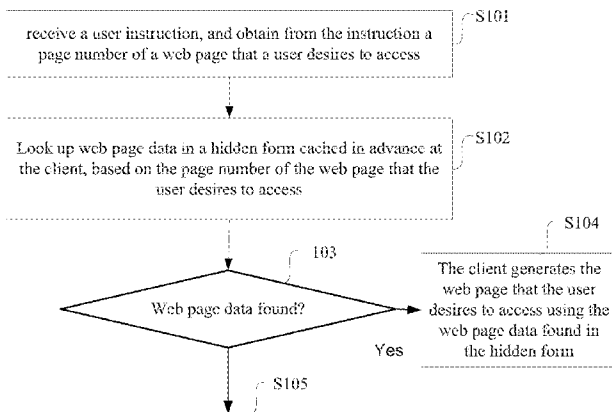 S101
receive a user instruction, and obtain from the instruction a
page number of a web page that a user desires to access
S102
Look up web page data in a hidden form cached in advance at
the client, based on the page number of the web page that the
user desires to access
103
Web page data found?
Yes
S104
The client generates the
web page that the user
desires to access using the
web page data found in
the hidden form
S105